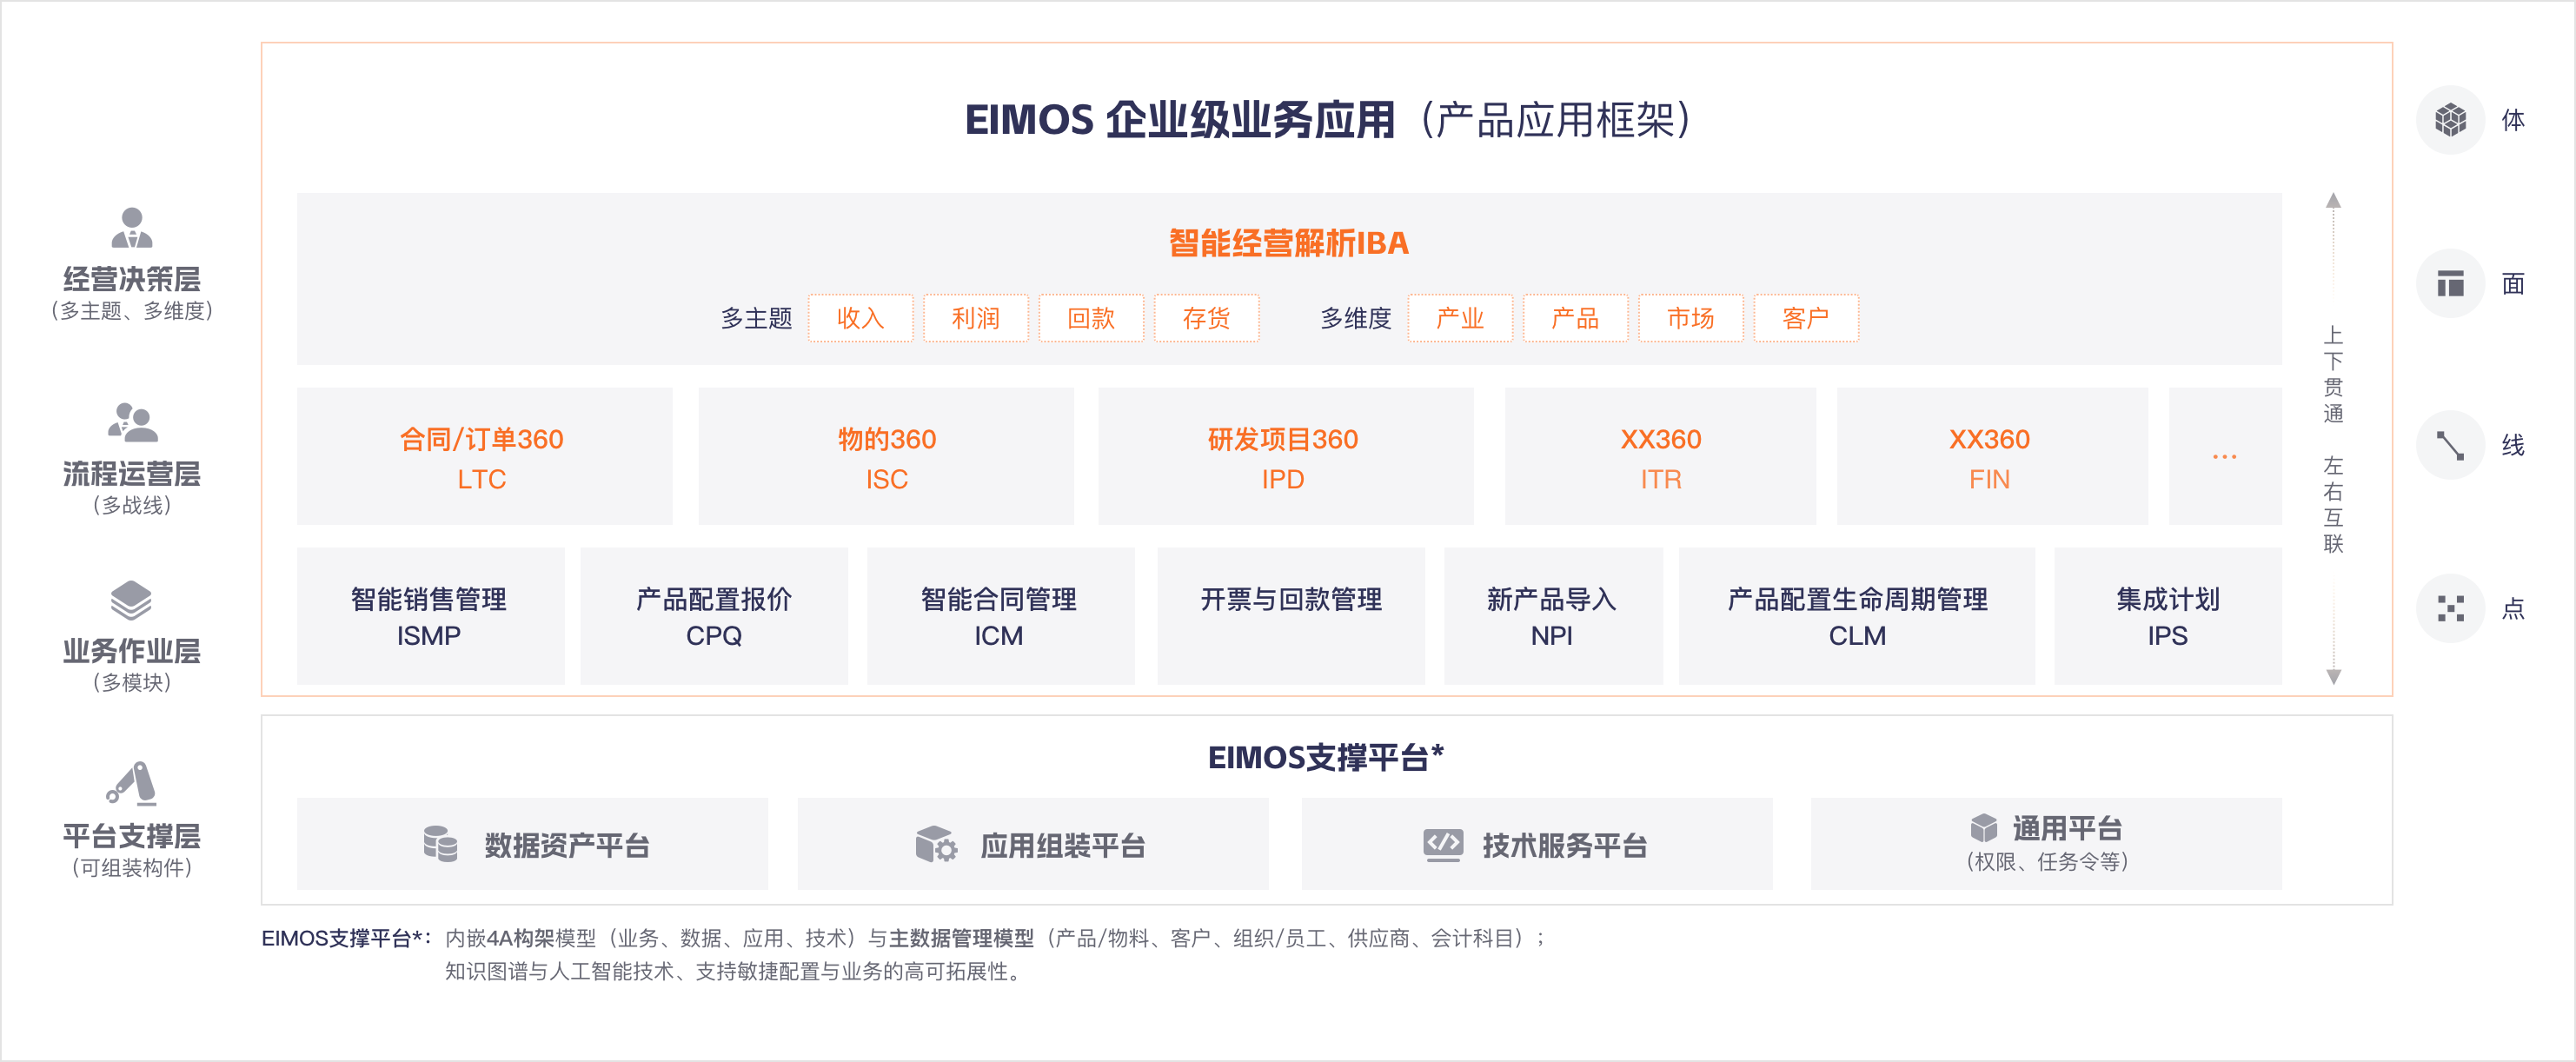 EIMOS 企业级业务应用（产品应用框架）
体
经营决策层
（多主题、多维度）
智能经营解析IBA
多主题 收入 利润 回款 存货 多维度 产业 产品 市场 客户
面
流程运营层
（多战线）
合同/订单360
LTC
物的360
ISC
研发项目360
IPD
XX360
ITR
XX360
FIN
...
线
业务作业层
（多模块）
智能销售管理
ISMP
产品配置报价
CPQ
智能合同管理
ICM
开票与回款管理
新产品导入
NPI
产品配置生命周期管理
CLM
集成计划
IPS
点
上下贯通 左右互联
平台支撑层
（可组装构件）
EIMOS支撑平台*
数据资产平台
应用组装平台
技术服务平台
通用平台
（权限、任务令等）
EIMOS支撑平台*：内嵌4A构架模型（业务、数据、应用、技术）与主数据管理模型（产品/物料、客户、组织/员工、供应商、会计科目）；
知识图谱与人工智能技术、支持敏捷配置与业务的高可拓展性。